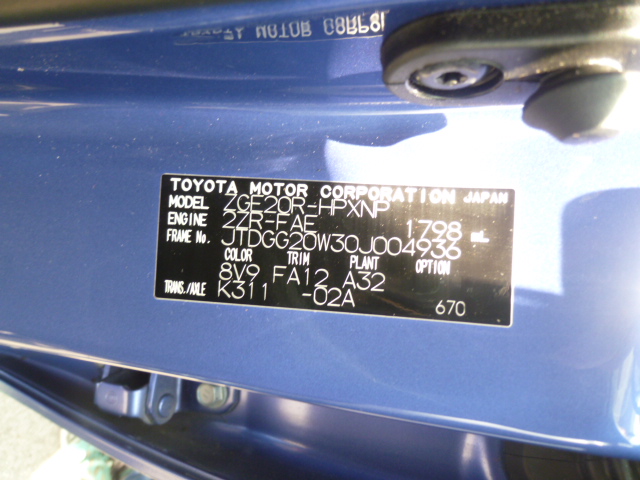 TOYOTA MOTOR CORPORATION JAPAN
MODEL ZGE20R-HPXNP
ENGINE 2ZR-FAE 1798 mL
FRAME No. JTDGG20W30J004936
COLOR TRIM PLANT OPTION
8V9 FA12 A32
TRANS./AXLE K311 -02A
670